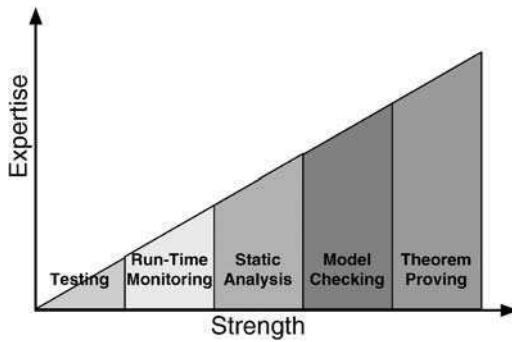 Expertise
Testing
Run-Time
Monitoring
Static
Analysis
Model
Checking
Theorem
Proving
Strength